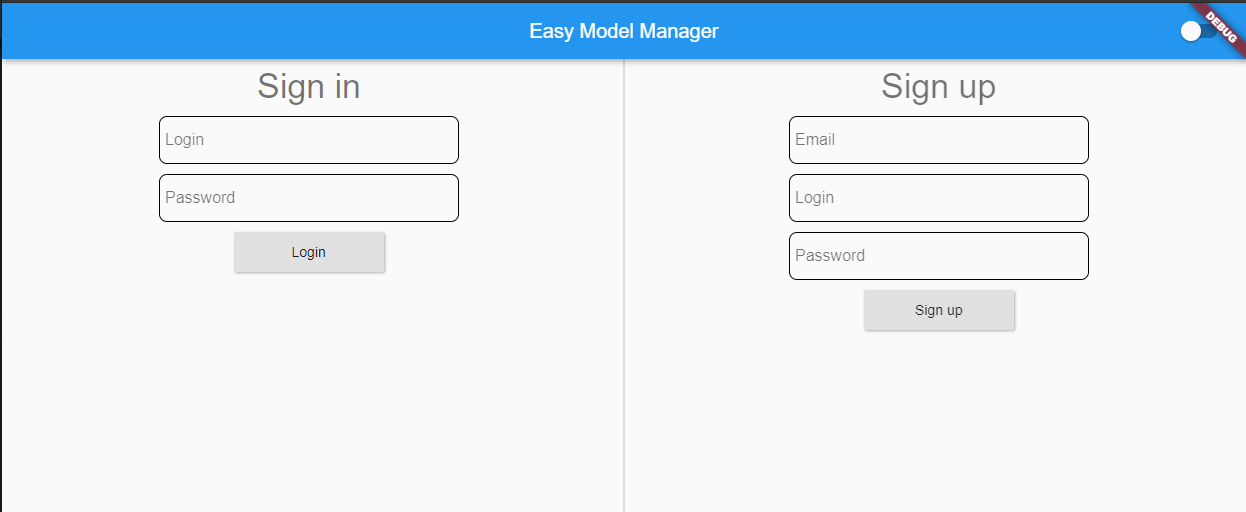 Easy Model Manager
DEBUG
Sign in
Login
Password
Login
Sign up
Email
Login
Password
Sign up